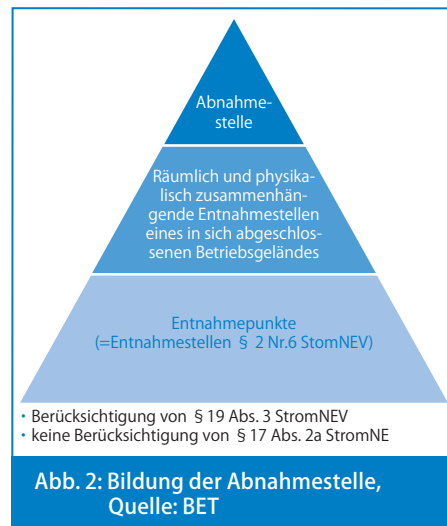 Abnahme-
stelle
Räumlich und physika-
lisch zusammenhän-
gende Entnahmestellen
eines in sich abgeschlos-
senen Betriebsgeländes
Entnahmepunkte
(=Entnahmestellen § 2 Nr.6 StomNEV)
• Berücksichtigung von § 19 Abs. 3 StromNEV
• keine Berücksichtigung von § 17 Abs. 2a StromNE
Abb. 2: Bildung der Abnahmestelle,
Quelle: BET